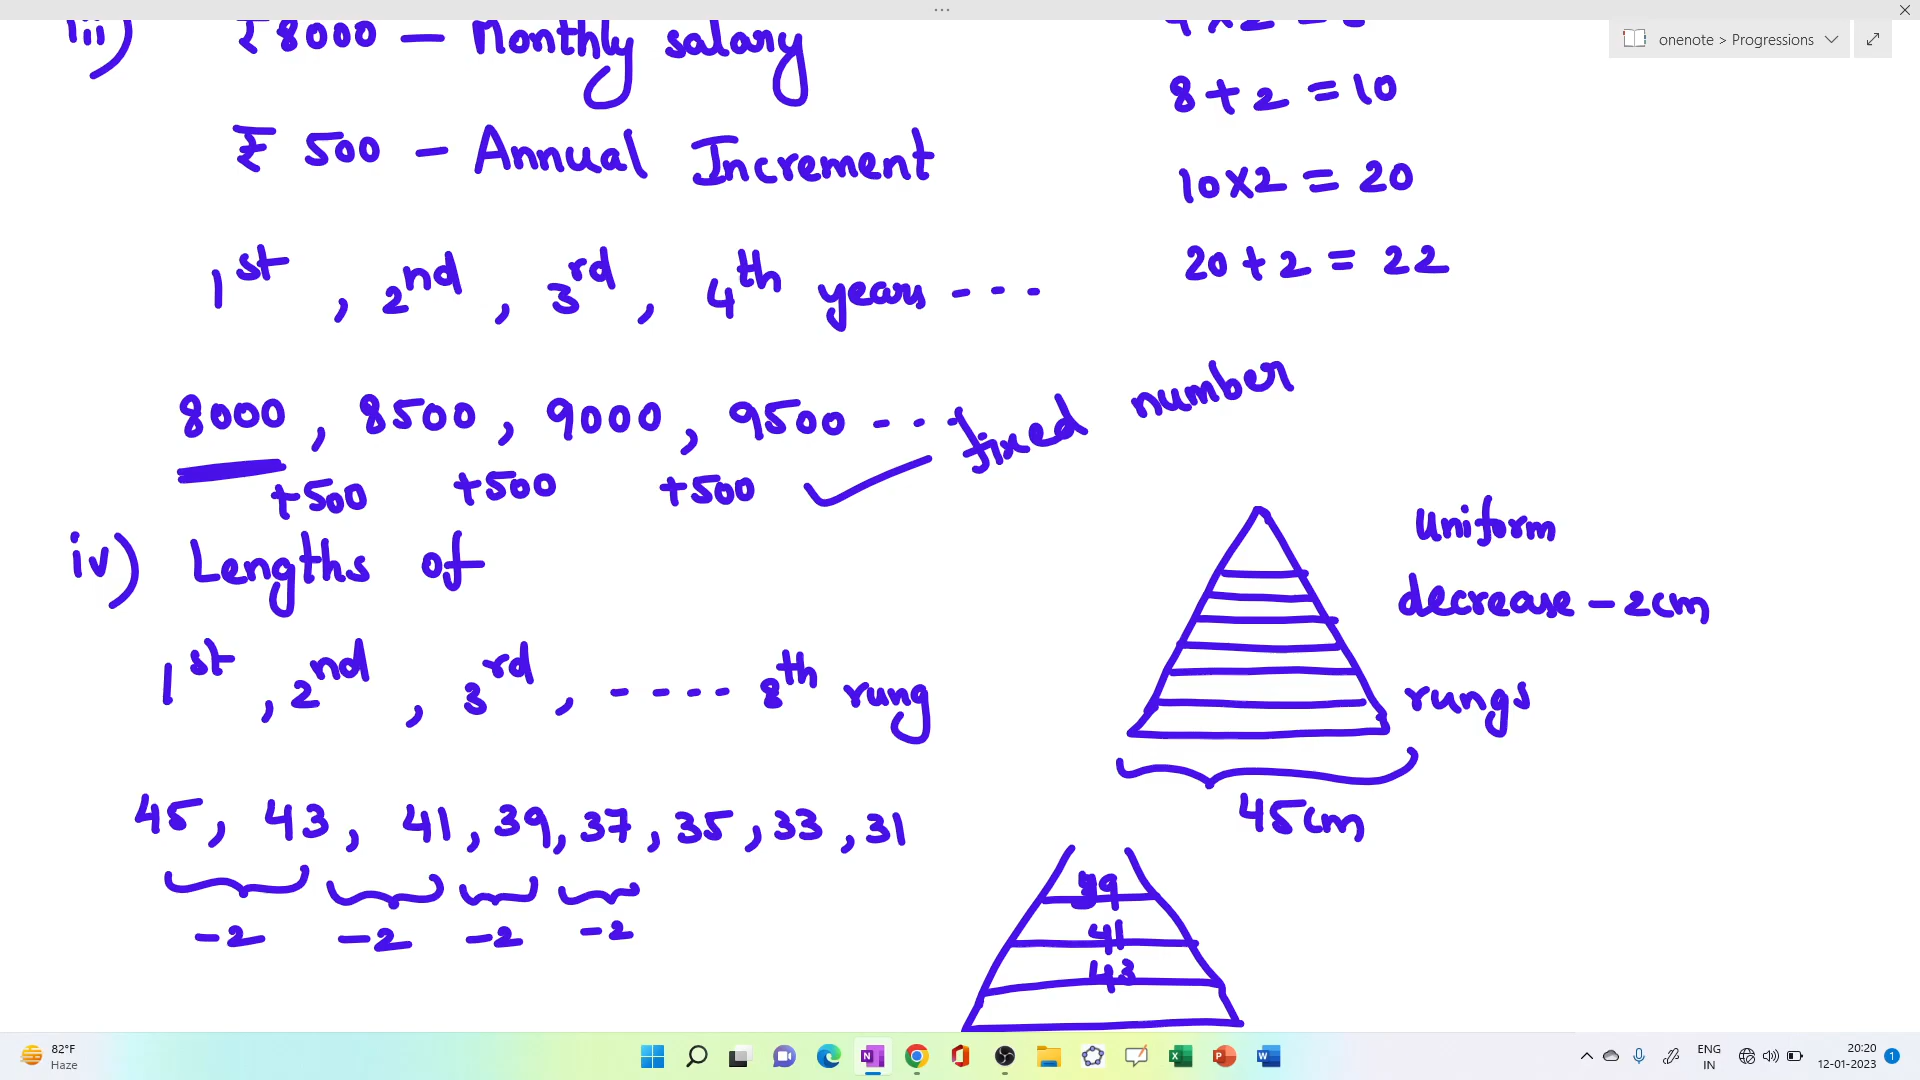 iii) ₹ 8000 — Monthly salary
₹ 500 — Annual Increment
1st, 2nd, 3rd, 4th years ---
8000, 8500, 9000, 9500 --- fixed number
+500 +500 +500 ✓
iv) Lengths of
1st, 2nd, 3rd, ---- 8th rung
45, 43, 41, 39, 37, 35, 33, 31
-2 -2 -2 -2
8 + 2 = 10
10 x 2 = 20
20 + 2 = 22
Uniform
decrease - 2cm
rungs
45cm
39
41
43
onenote > Progressions
82°F
Haze
ENG
IN
20:20
12-01-2023
1